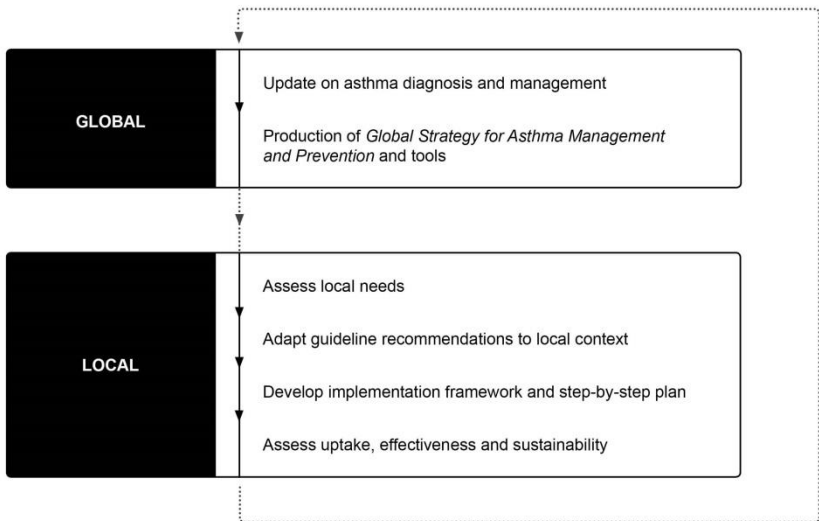 GLOBAL
Update on asthma diagnosis and management
Production of Global Strategy for Asthma Management
and Prevention and tools
LOCAL
Assess local needs
Adapt guideline recommendations to local context
Develop implementation framework and step-by-step plan
Assess uptake, effectiveness and sustainability